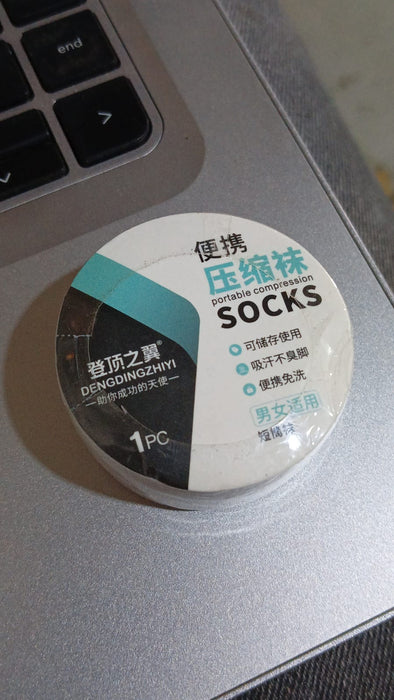 end
>
便携
压缩袜
portable compression
SOCKS
可储存使用
吸汗不臭脚
便携免洗
男女适用
短筒袜
登顶之翼®
DENGDINGZHIYI
—助你成功的天使—
1PC